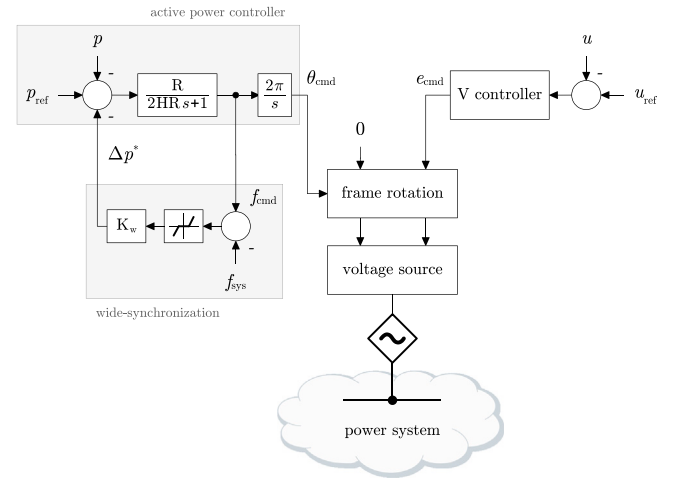 active power controller
p
-
p_ref
R
2HR s+1
2π
s
θ_cmd
-
Δp*
e_cmd
V controller
u
-
u_ref
0
frame rotation
f_cmd
K_w
-
f_sys
wide-synchronization
voltage source
power system